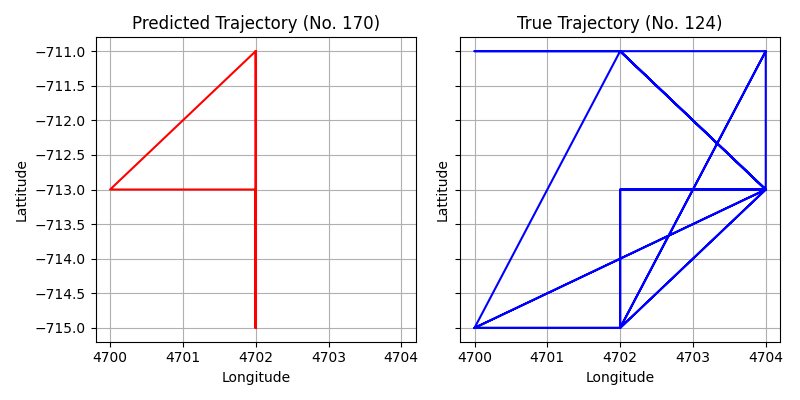 Predicted Trajectory (No. 170)
True Trajectory (No. 124)
Lattitude
−711.0
−711.5
−712.0
−712.5
−713.0
−713.5
−714.0
−714.5
−715.0
4700 4701 4702 4703 4704
Longitude
Lattitude
4700 4701 4702 4703 4704
Longitude